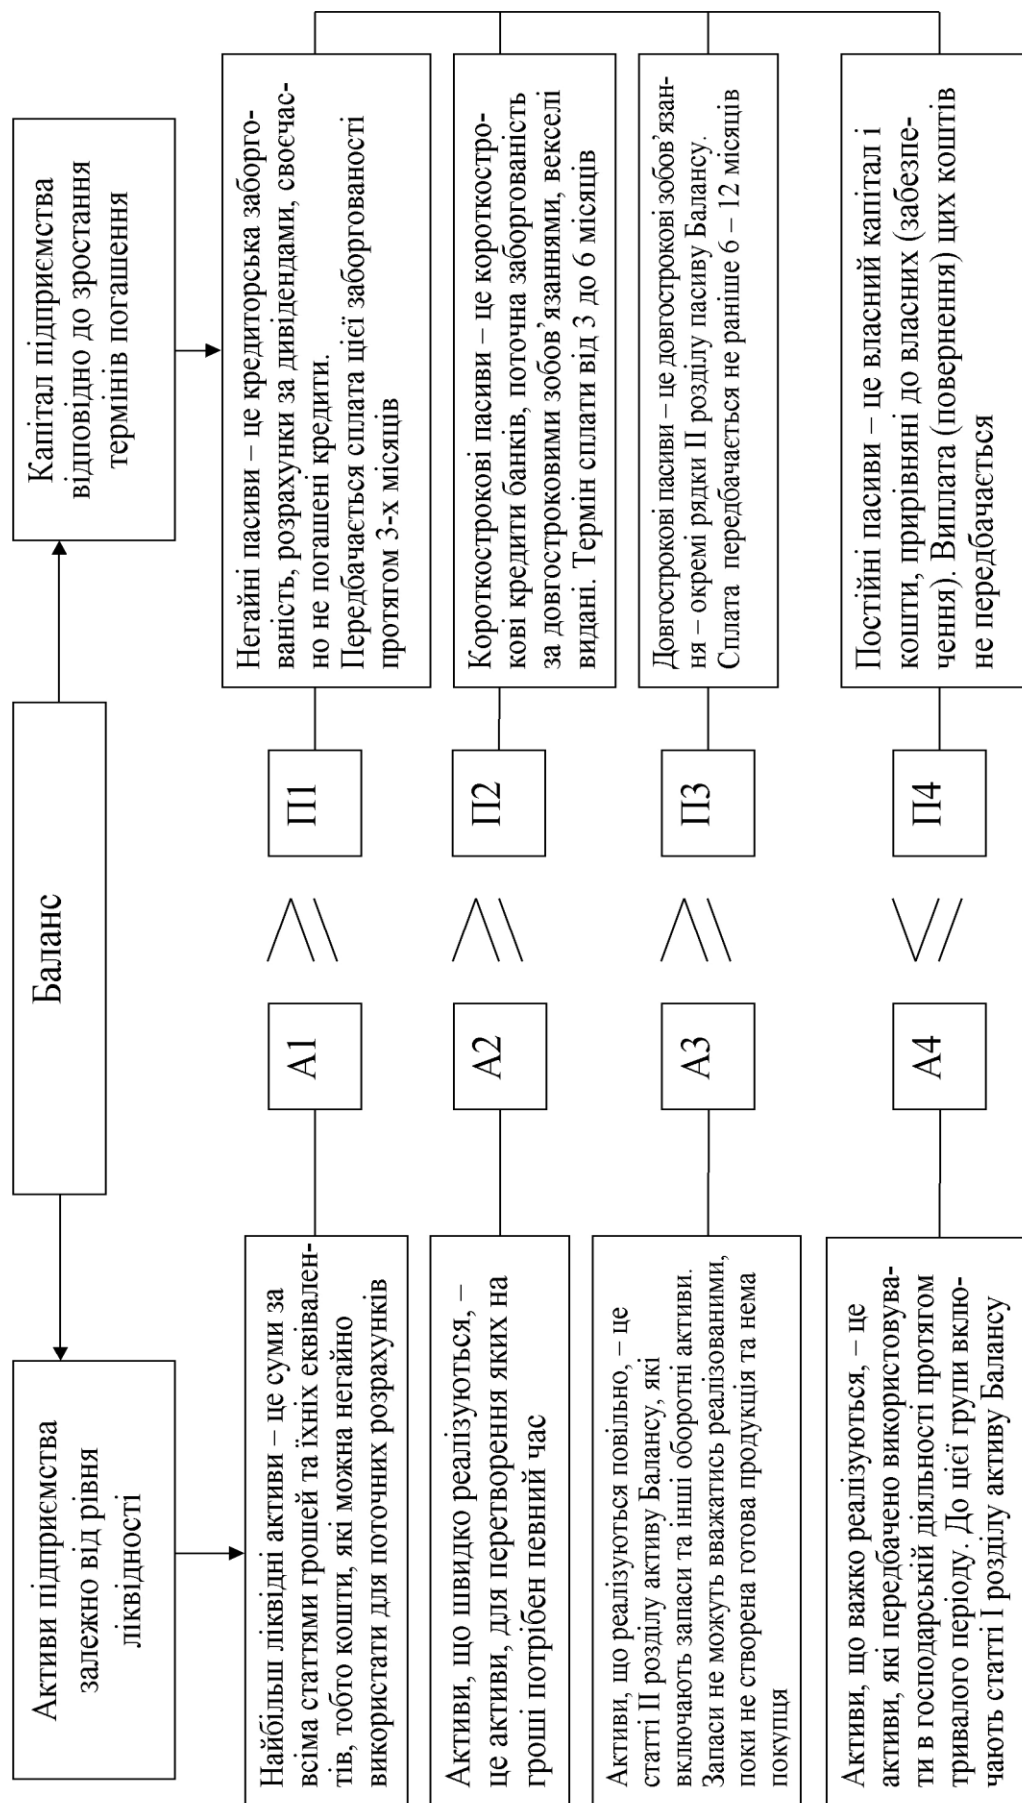 Баланс
Активи підприємства
залежно від рівня
ліквідності
Капітал підприємства
відповідно до зростання
термінів погашення
Найбільш ліквідні активи – це суми за
всіма статтями грошей та їхніх еквівален-
тів, тобто кошти, які можна негайно
використати для поточних розрахунків
А1
≥
П1
Негайні пасиви – це кредиторська заборго-
ваність, розрахунки за дивідендами, своєчас-
но не погашені кредити.
Передбачається сплата цієї заборгованості
протягом 3-х місяців
Активи, що швидко реалізуються, –
це активи, для перетворення яких на
гроші потрібен певний час
А2
≥
П2
Короткострокові пасиви – це короткостро-
кові кредити банків, поточна заборгованість
за довгостроковими зобов’язаннями, векселі
видані. Термін сплати від 3 до 6 місяців
Активи, що реалізуються повільно, – це
статті II розділу активу Балансу, які
включають запаси та інші оборотні активи.
Запаси не можуть вважатись реалізованими,
поки не створена готова продукція та нема
покупця
А3
≥
П3
Довгострокові пасиви – це довгострокові зобов’язан-
ня – окремі рядки II розділу пасиву Балансу.
Сплата передбачається не раніше 6 – 12 місяців
Активи, що важко реалізуються, – це
активи, які передбачено використовува-
ти в господарській діяльності протягом
тривалого періоду. До цієї групи вклю-
чають статті I розділу активу Балансу
А4
≤
П4
Постійні пасиви – це власний капітал і
кошти, прирівняні до власних (забезпе-
чення). Виплата (повернення) цих коштів
не передбачається